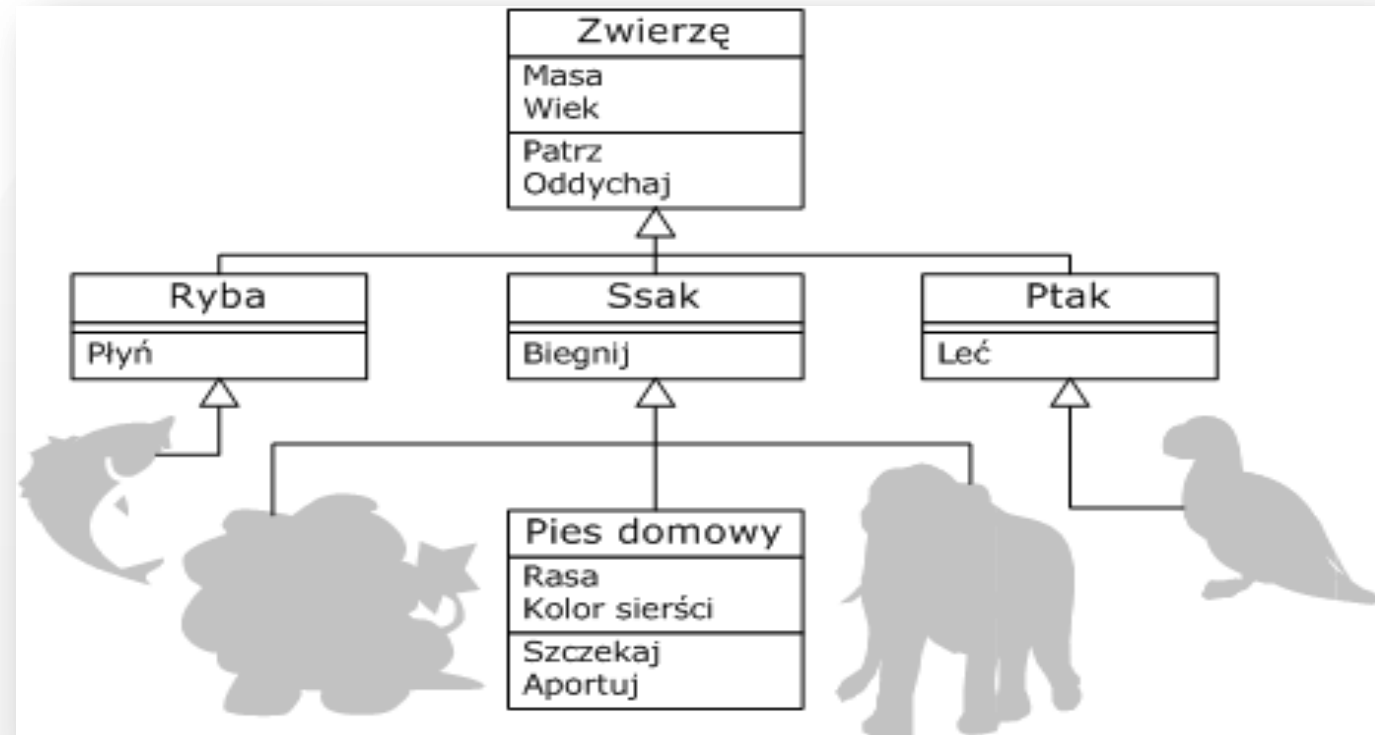 Zwierzę
Masa
Wiek
Patrz
Oddychaj
Ryba
Płyń
Ssak
Biegnij
Ptak
Leć
Pies domowy
Rasa
Kolor sierści
Szczekaj
Aportuj